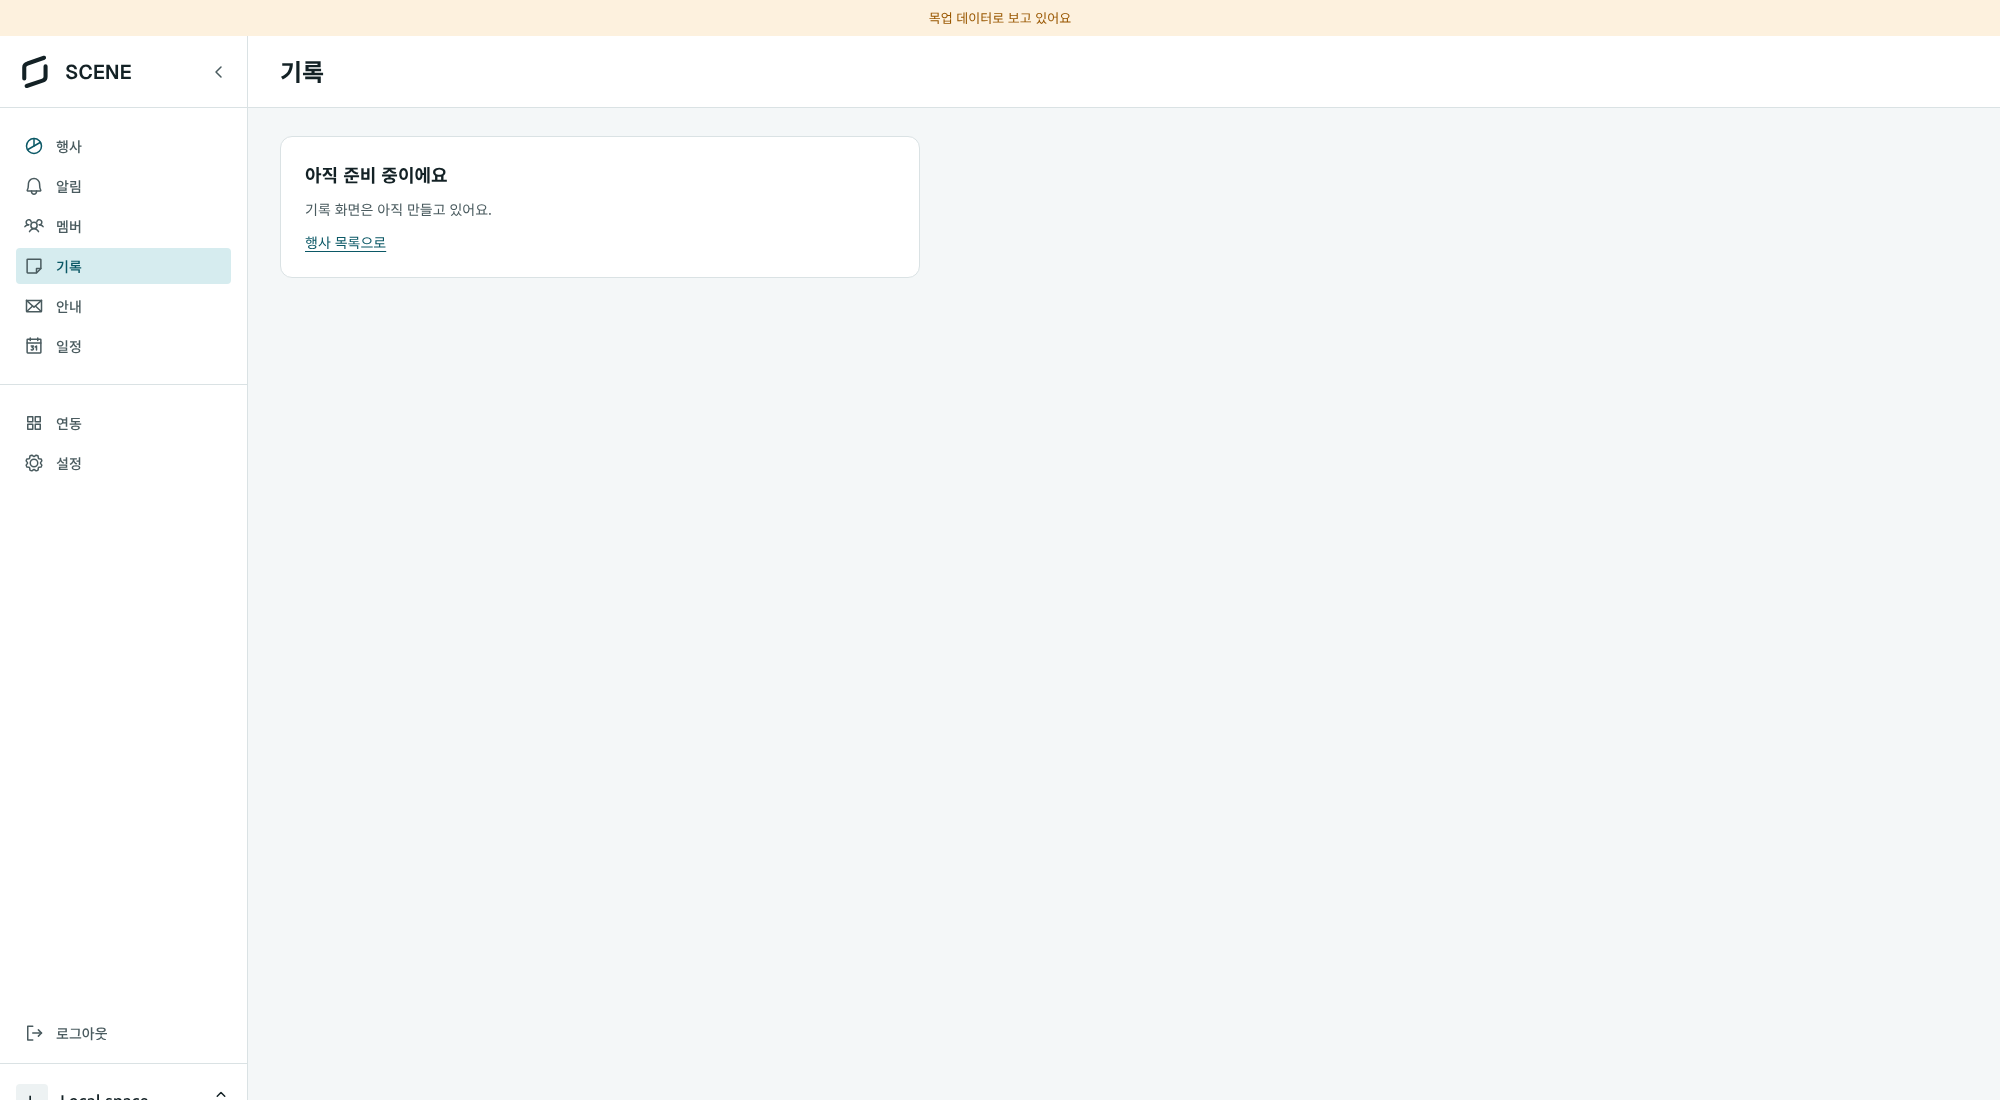 목업 데이터로 보고 있어요
SCENE
기록
행사
알림
멤버
기록
안내
31
일정
연동
설정
아직 준비 중이에요
기록 화면은 아직 만들고 있어요.
행사 목록으로
로그아웃
Local space